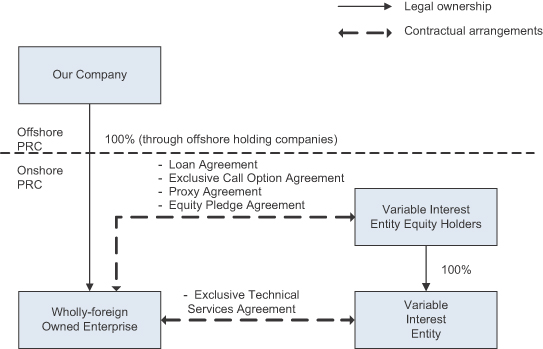 Legal ownership
Contractual arrangements
Our Company
Offshore
PRC
100% (through offshore holding companies)
Onshore
PRC
- Loan Agreement
- Exclusive Call Option Agreement
- Proxy Agreement
- Equity Pledge Agreement
Variable Interest
Entity Equity Holders
100%
Wholly-foreign
Owned Enterprise
- Exclusive Technical
Services Agreement
Variable
Interest
Entity